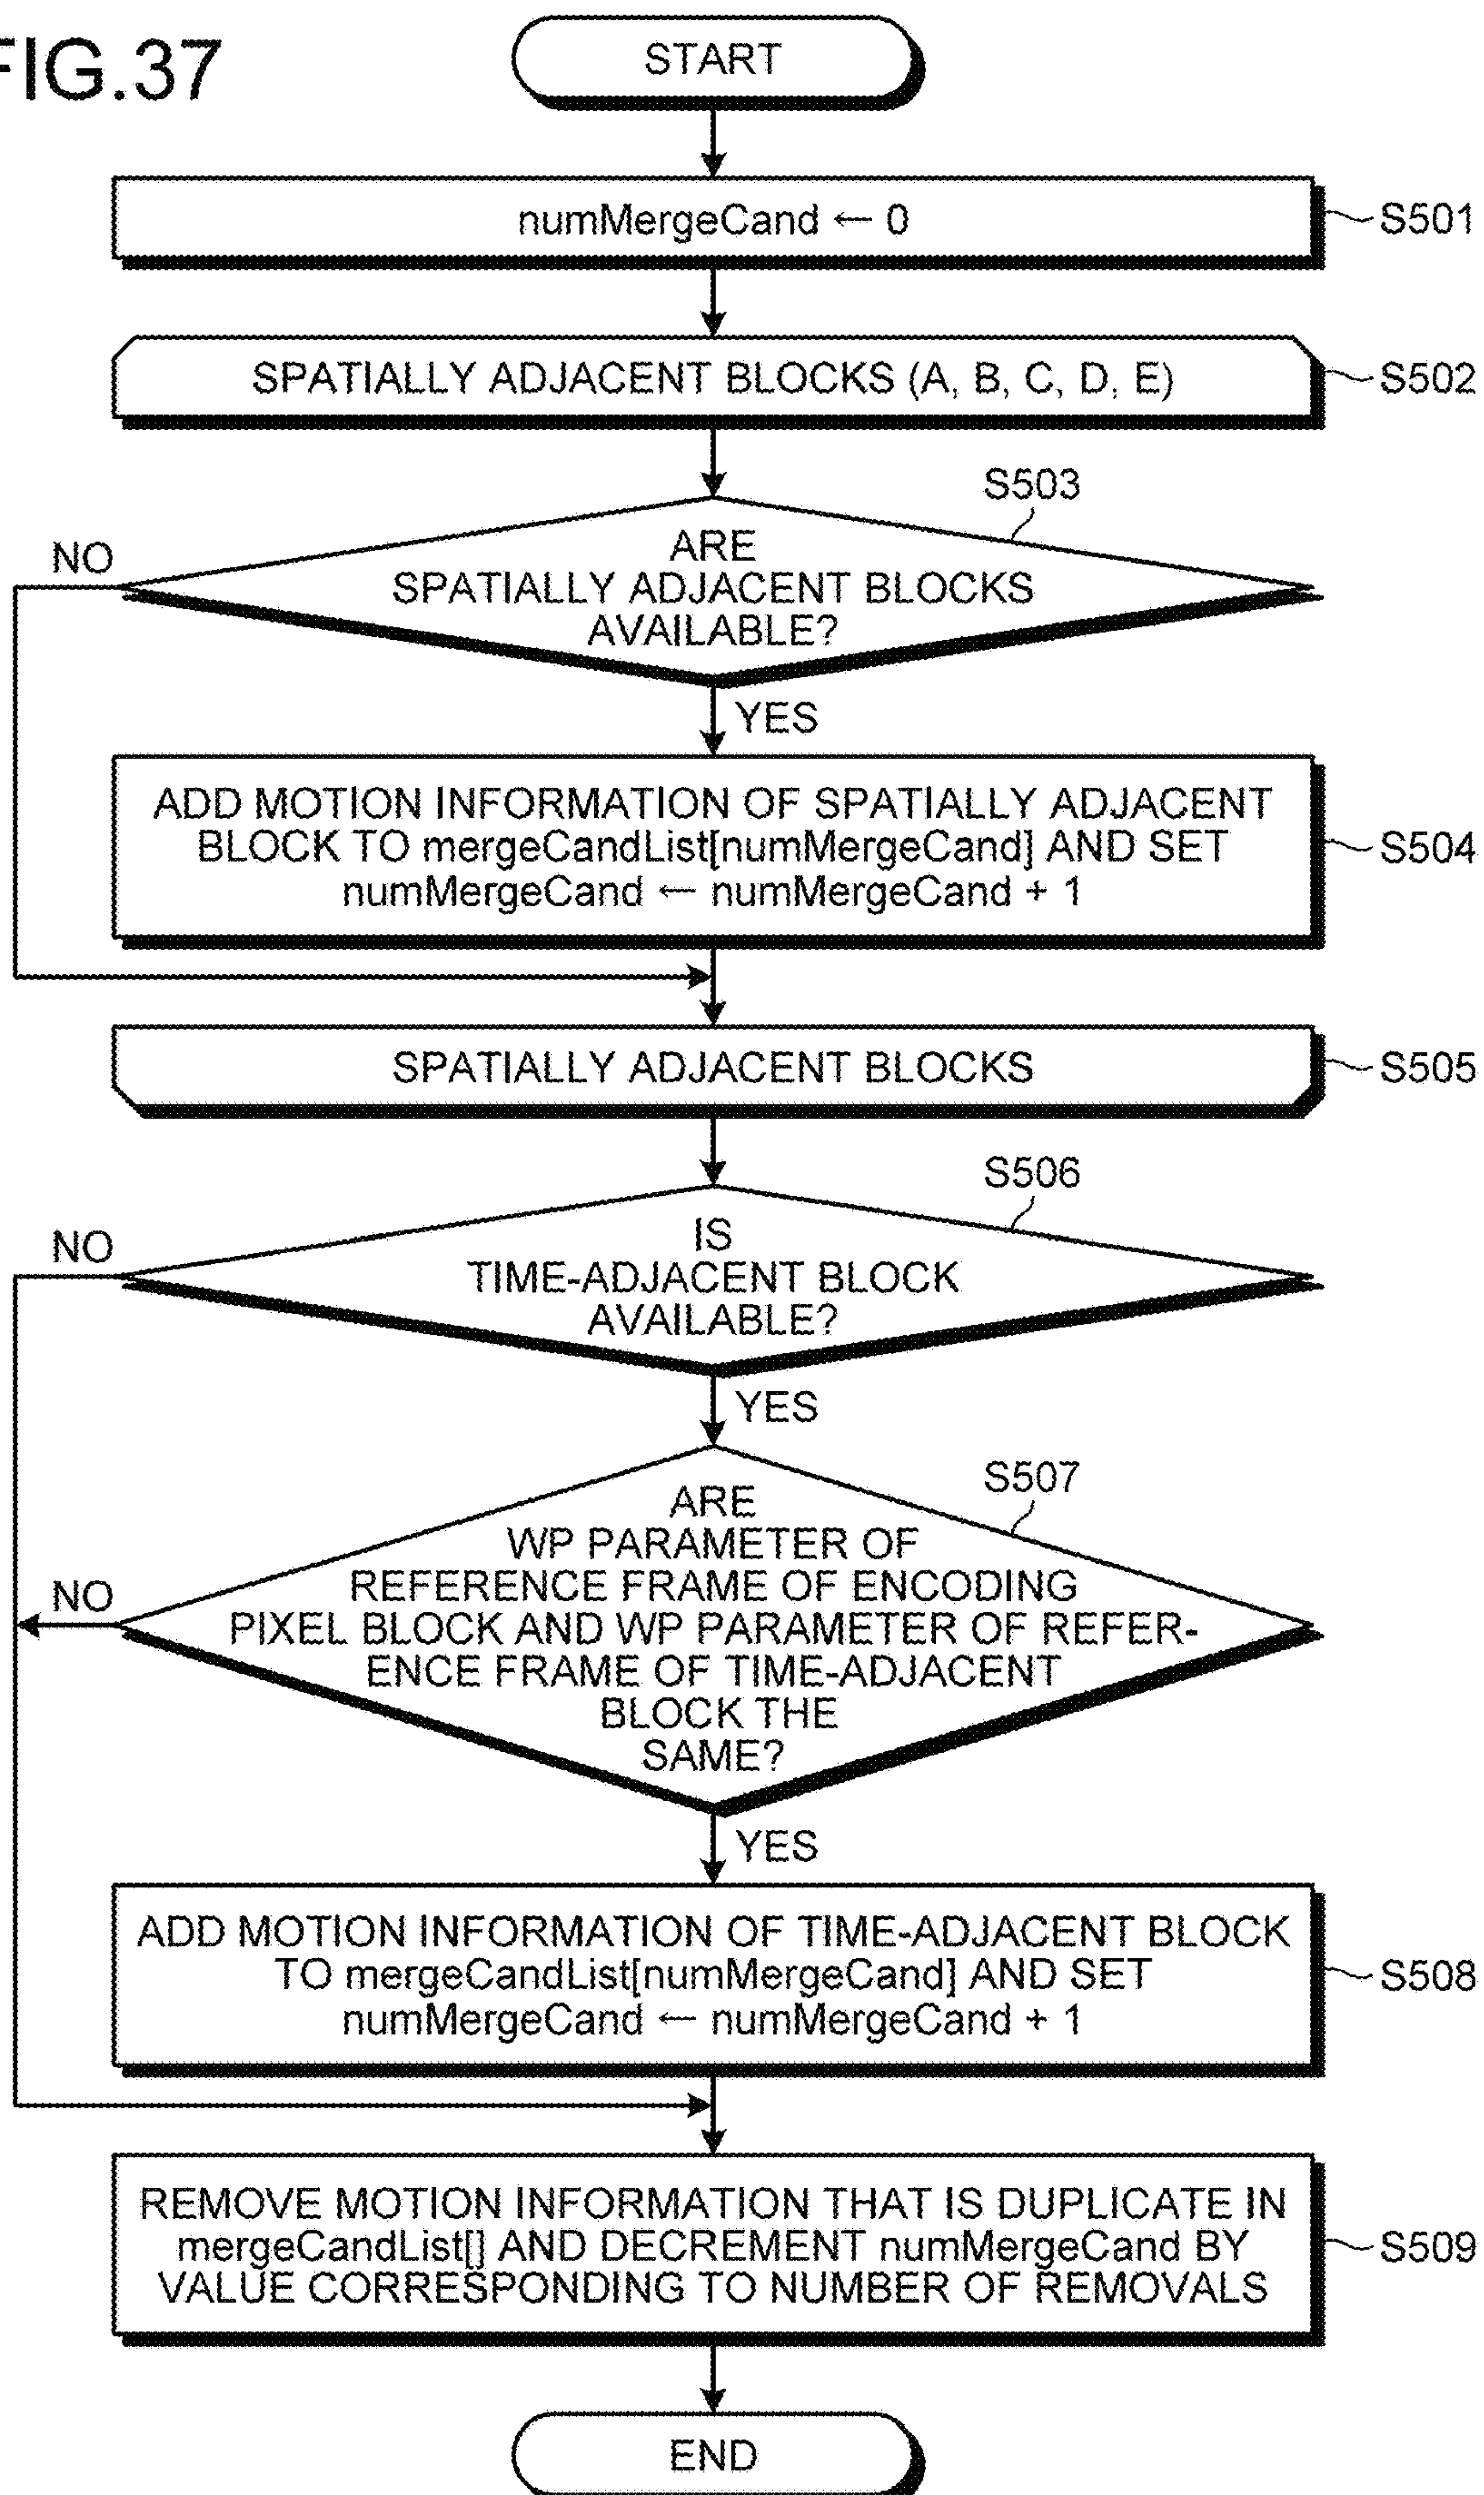 FIG.37
START
numMergeCand ← 0
S501
SPATIALLY ADJACENT BLOCKS (A, B, C, D, E)
S502
S503
NO
ARE
SPATIALLY ADJACENT BLOCKS
AVAILABLE?
YES
ADD MOTION INFORMATION OF SPATIALLY ADJACENT
BLOCK TO mergeCandList[numMergeCand] AND SET
numMergeCand ← numMergeCand + 1
S504
SPATIALLY ADJACENT BLOCKS
S505
S506
NO
IS
TIME-ADJACENT BLOCK
AVAILABLE?
YES
S507
ARE
WP PARAMETER OF
REFERENCE FRAME OF ENCODING
NO
PIXEL BLOCK AND WP PARAMETER OF REFER-
ENCE FRAME OF TIME-ADJACENT
BLOCK THE
SAME?
YES
ADD MOTION INFORMATION OF TIME-ADJACENT BLOCK
TO mergeCandList[numMergeCand] AND SET
numMergeCand ← numMergeCand + 1
S508
REMOVE MOTION INFORMATION THAT IS DUPLICATE IN
mergeCandList[] AND DECREMENT numMergeCand BY
VALUE CORRESPONDING TO NUMBER OF REMOVALS
S509
END